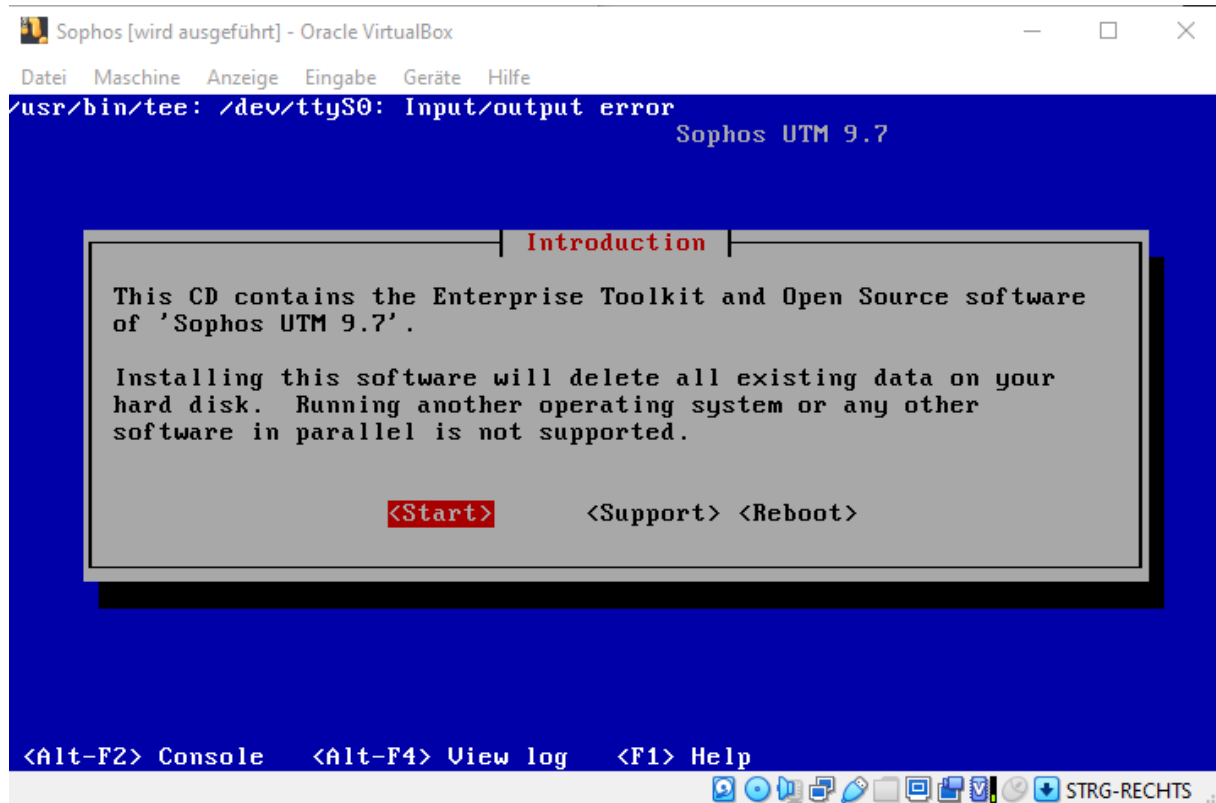 Sophos [wird ausgeführt] - Oracle VirtualBox
Datei Maschine Anzeige Eingabe Geräte Hilfe
/usr/bin/tee: /dev/ttyS0: Input/output error
Sophos UTM 9.7
Introduction
This CD contains the Enterprise Toolkit and Open Source software
of 'Sophos UTM 9.7'.
Installing this software will delete all existing data on your
hard disk.  Running another operating system or any other
software in parallel is not supported.
<Start> <Support> <Reboot>
<Alt-F2> Console <Alt-F4> View log <F1> Help
STRG-RECHTS